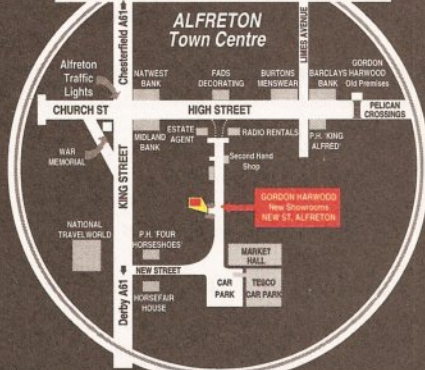 ALFRETON
Town Centre
Chesterfield A61
LIMES AVENUE
Alfreton
Traffic
Lights
NATWEST
BANK
FADS
DECORATING
BURTONS
MENSWEAR
BARCLAYS
BANK
GORDON
HARWOOD
Old Premises
CHURCH ST
HIGH STREET
PELICAN
CROSSINGS
WAR
MEMORIAL
MIDLAND
BANK
ESTATE
AGENT
RADIO RENTALS
P.H. 'KING
ALFRED'
KING STREET
Second Hand
Shop
GORDON HARWOOD
New Showrooms
NEW ST. ALFRETON
NATIONAL
TRAVELWORLD
P.H. 'FOUR
HORSESHOES'
MARKET
HALL
NEW STREET
Derby A61
HORSEFAIR
HOUSE
CAR
PARK
TESCO
CAR PARK